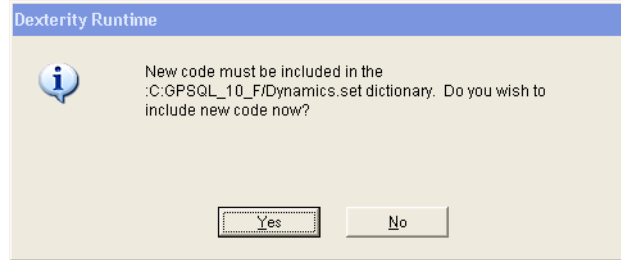 Dexterity Runtime
New code must be included in the
:C:GPSQL_10_F/Dynamics.set dictionary. Do you wish to
include new code now?
Yes
No